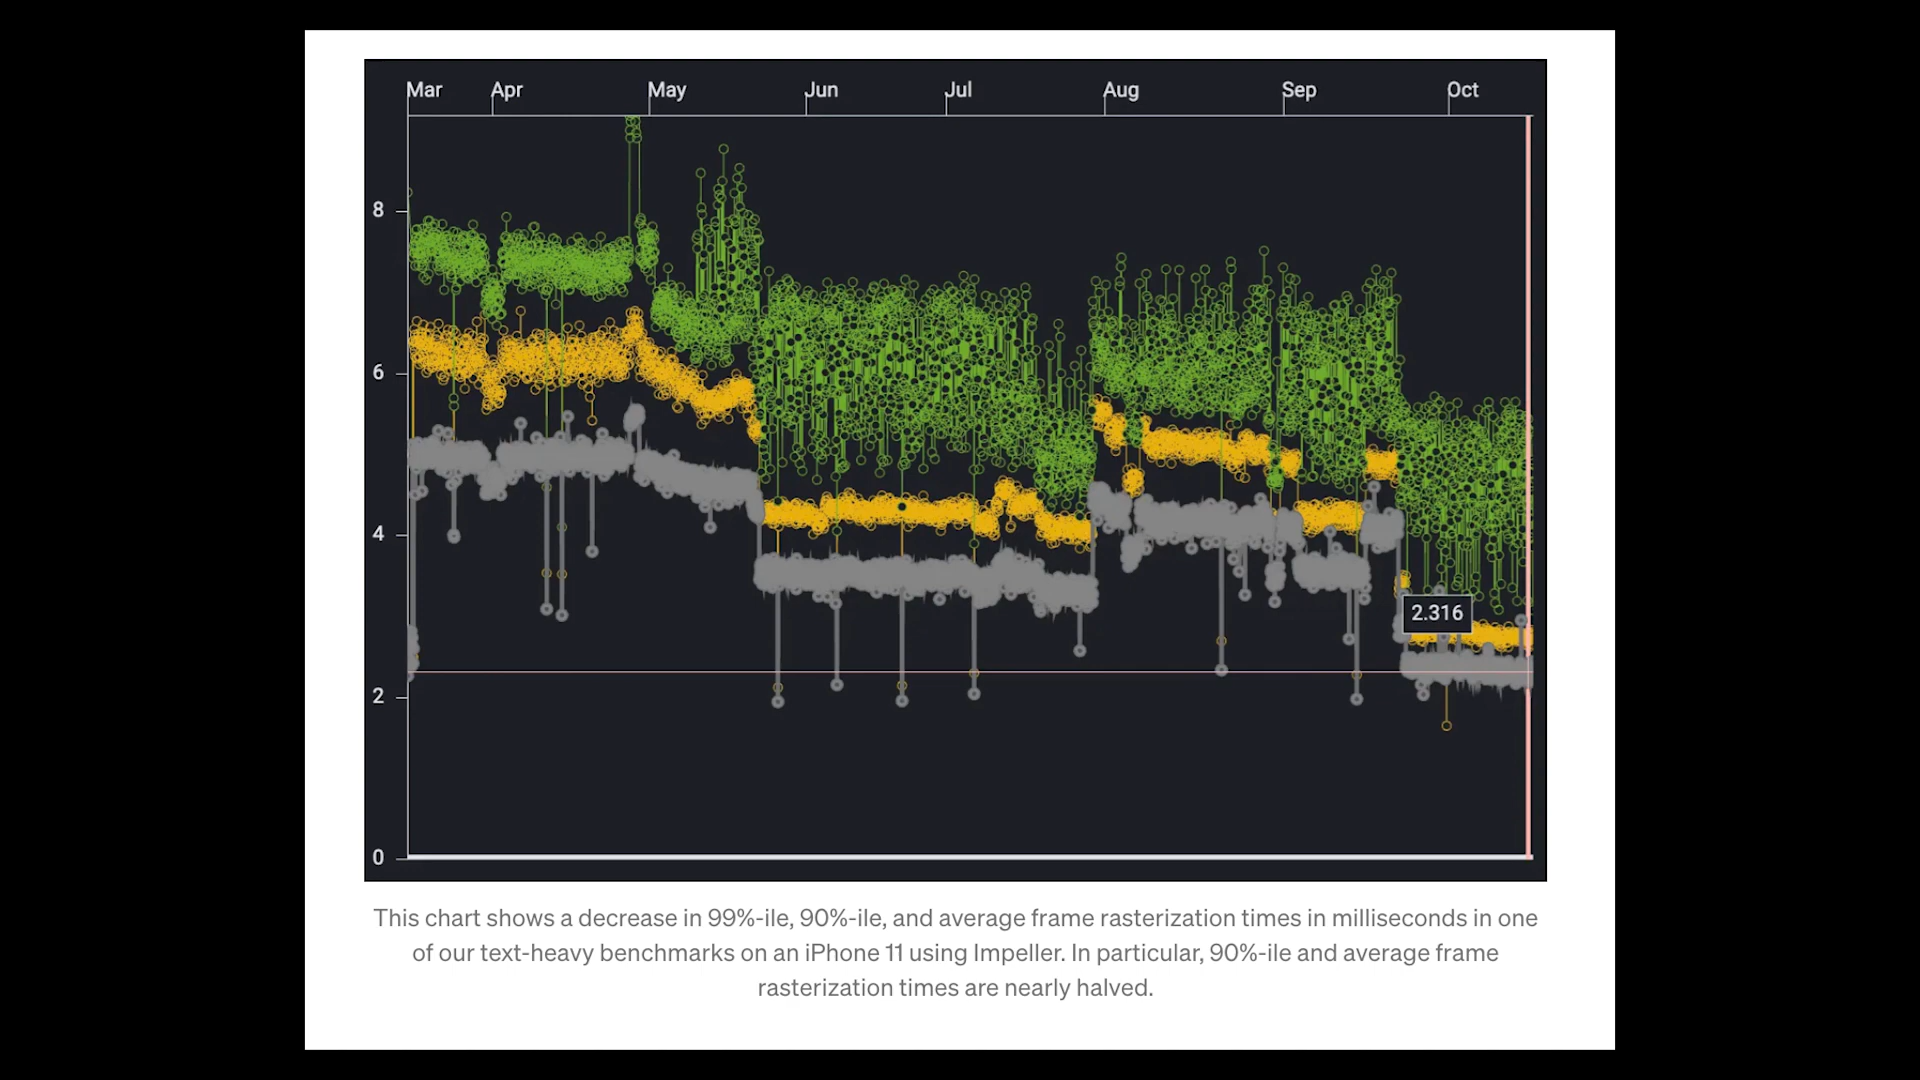 Mar Apr May Jun Jul Aug Sep Oct
8
6
4
2.316
2
0
This chart shows a decrease in 99%-ile, 90%-ile, and average frame rasterization times in milliseconds in one
of our text-heavy benchmarks on an iPhone 11 using Impeller. In particular, 90%-ile and average frame
rasterization times are nearly halved.